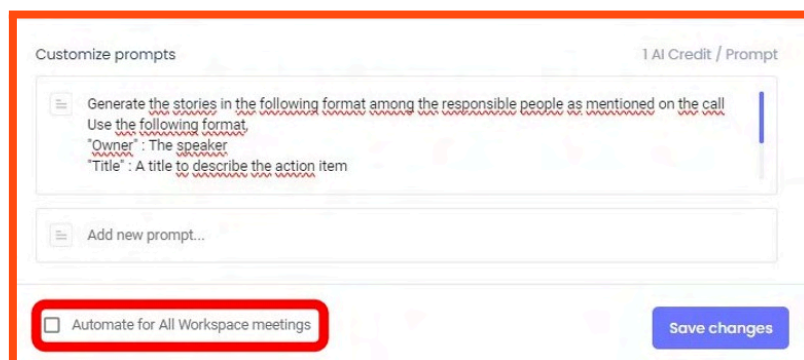 Customize prompts
1 AI Credit / Prompt
Generate the stories in the following format among the responsible people as mentioned on the call
Use the following format,
"Owner" : The speaker
"Title" : A title to describe the action item
Add new prompt...
Automate for All Workspace meetings
Save changes